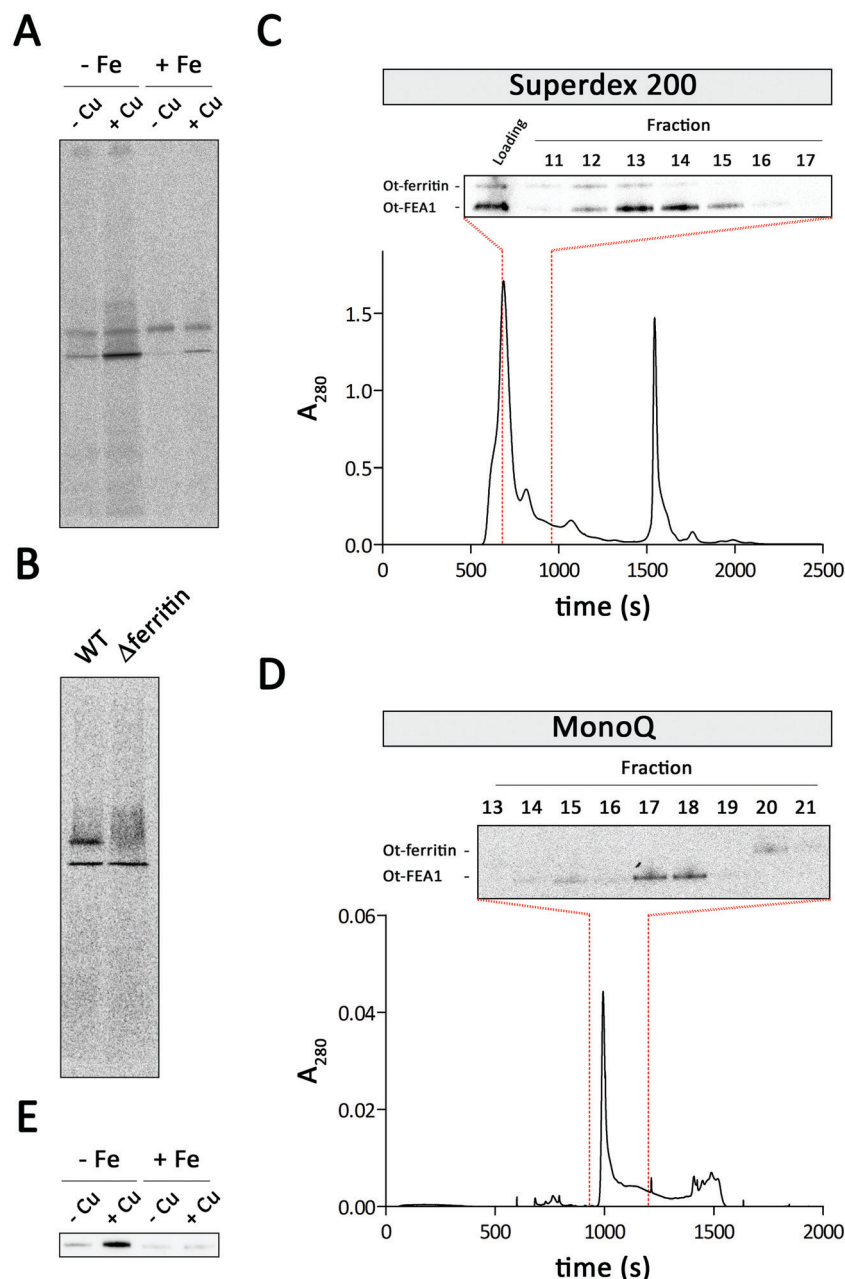 A
- Fe + Fe
- Cu + Cu - Cu + Cu
B
WT Δferritin
E
- Fe + Fe
- Cu + Cu - Cu + Cu
C
Superdex 200
Loading Fraction
11 12 13 14 15 16 17
Ot-ferritin -
Ot-FEA1 -
1.5
1.0
0.5
0.0
A280
0 500 1000 1500 2000 2500
time (s)
D
MonoQ
Fraction
13 14 15 16 17 18 19 20 21
Ot-ferritin -
Ot-FEA1 -
0.06
0.04
0.02
0.00
A280
0 500 1000 1500 2000
time (s)